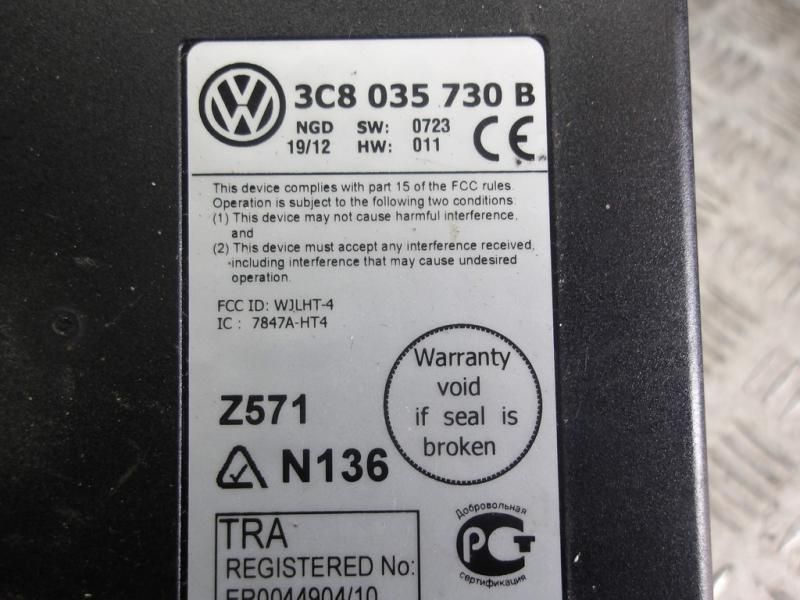 3C8 035 730 B
NGD SW: 0723
19/12 HW: 011
CE
This device complies with part 15 of the FCC rules.
Operation is subject to the following two conditions:
(1) This device may not cause harmful interference,
and
(2) This device must accept any interference received,
including interference that may cause undesired
operation.
FCC ID: WJLHT-4
IC : 7847A-HT4
Warranty
void
if seal is
broken
Z571
N136
TRA
REGISTERED No:
ER0044904/10
Добровольная
РСТ
сертификация